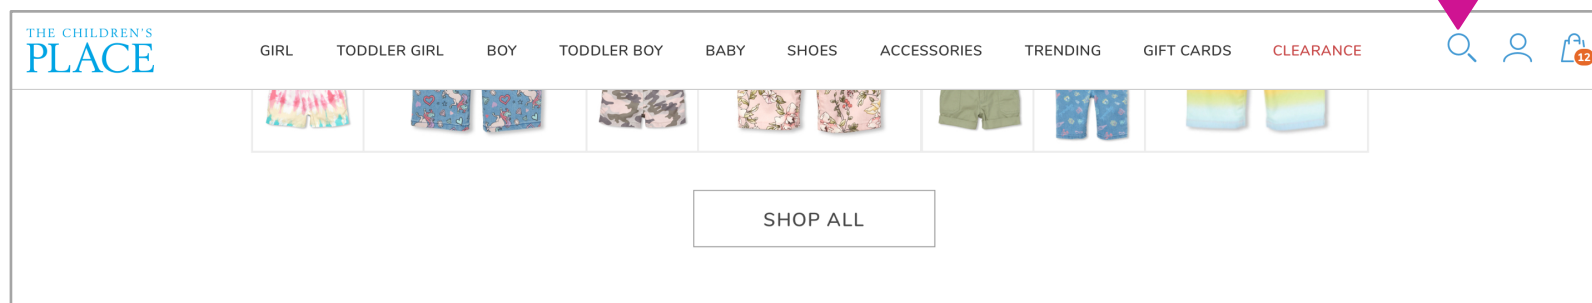 THE CHILDREN'S
PLACE
GIRL TODDLER GIRL BOY TODDLER BOY BABY SHOES ACCESSORIES TRENDING GIFT CARDS CLEARANCE
12
SHOP ALL